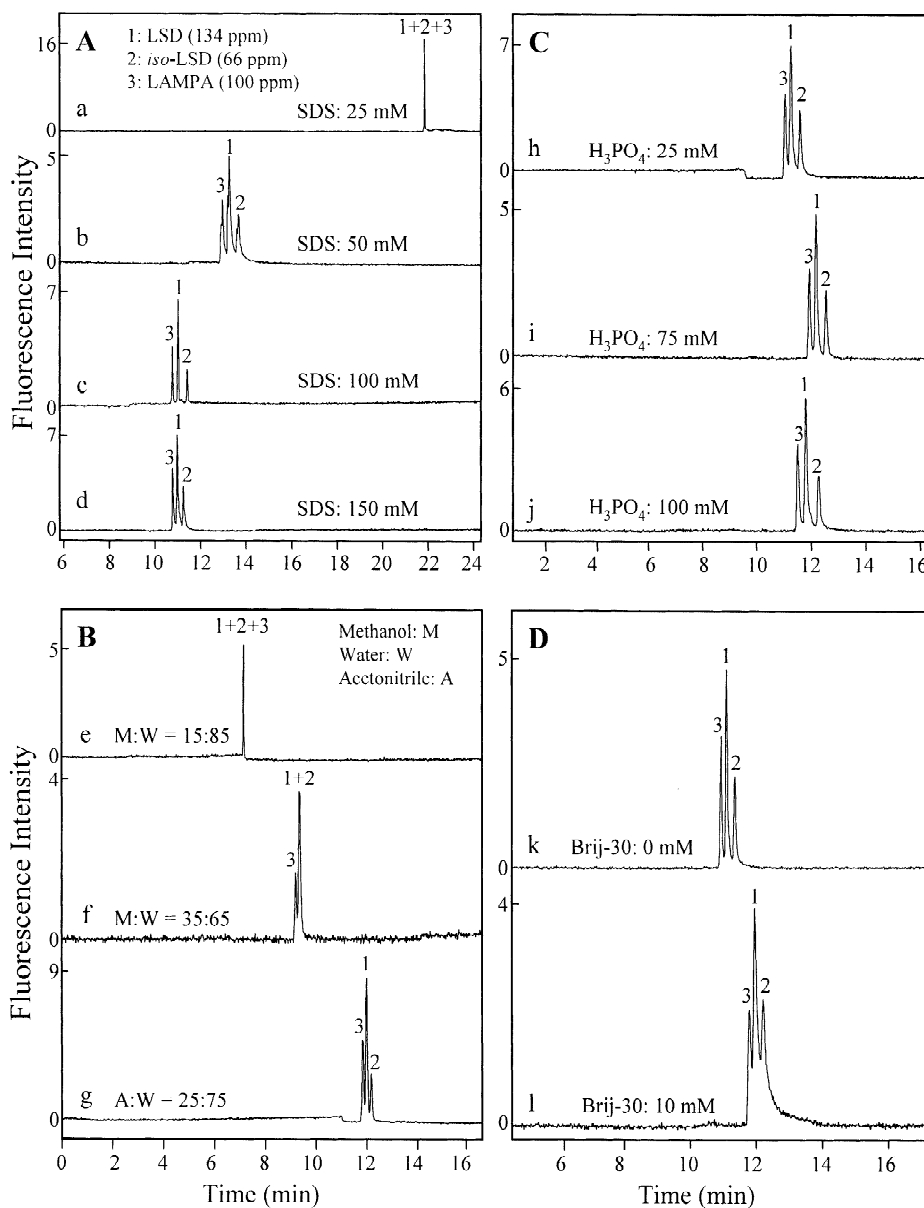 A
1: LSD (134 ppm)
2: iso-LSD (66 ppm)
3: LAMPA (100 ppm)
1+2+3
16
a
SDS: 25 mM
0
1
5
3
2
b
SDS: 50 mM
0
1
7
3
2
c
SDS: 100 mM
0
1
7
3
2
d
SDS: 150 mM
0
6 8 10 12 14 16 18 20 22 24
Fluorescence Intensity
B
1+2+3
Methanol: M
Water: W
Acetonitrile: A
5
e
M:W = 15:85
0
1+2
4
3
f
M:W = 35:65
0
1
9
3
2
g
A:W = 25:75
0
0 2 4 6 8 10 12 14 16
Fluorescence Intensity
Time (min)
C
1
7
3
2
h
H₃PO₄: 25 mM
0
1
5
3
2
i
H₃PO₄: 75 mM
0
1
6
3
2
j
H₃PO₄: 100 mM
0
2 4 6 8 10 12 14 16
D
1
5
3
2
k
Brij-30: 0 mM
0
1
4
3
2
l
Brij-30: 10 mM
0
6 8 10 12 14 16
Time (min)